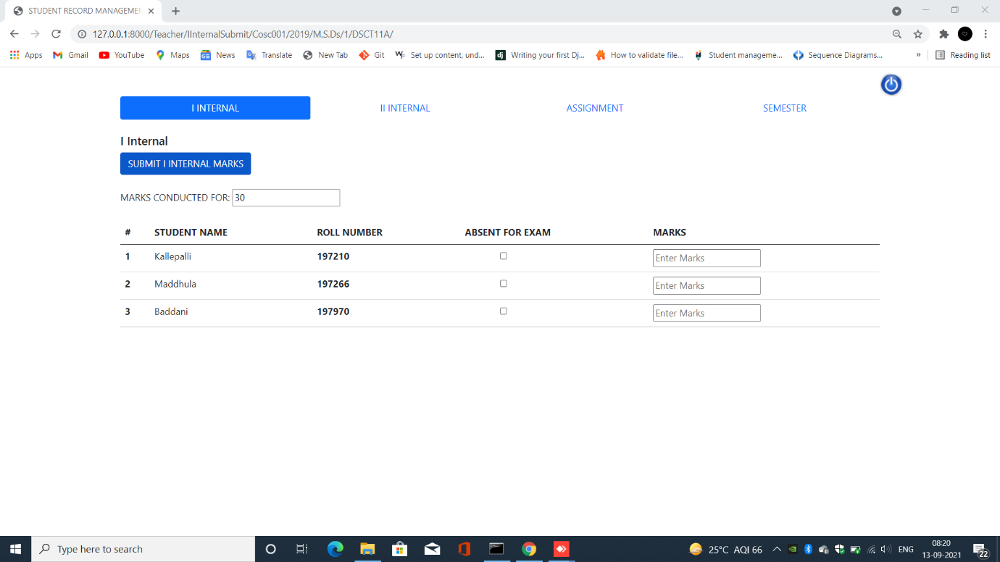 STUDENT RECORD MANAGEMEN
127.0.0.1:8000/Teacher/IInternalSubmit/Cosc001/2019/M.S.Ds/1/DSCT11A/
Apps Gmail YouTube Maps News Translate New Tab Git Set up content, und... Writing your first Dj... How to validate file... Student manageme... Sequence Diagrams... » Reading list
I INTERNAL II INTERNAL ASSIGNMENT SEMESTER
I Internal
SUBMIT I INTERNAL MARKS
MARKS CONDUCTED FOR: 30
# STUDENT NAME ROLL NUMBER ABSENT FOR EXAM MARKS
1 Kallepalli 197210 Enter Marks
2 Maddhula 197266 Enter Marks
3 Baddani 197970 Enter Marks
Type here to search 25°C AQI 66 ENG 08:20
13-09-2021 22